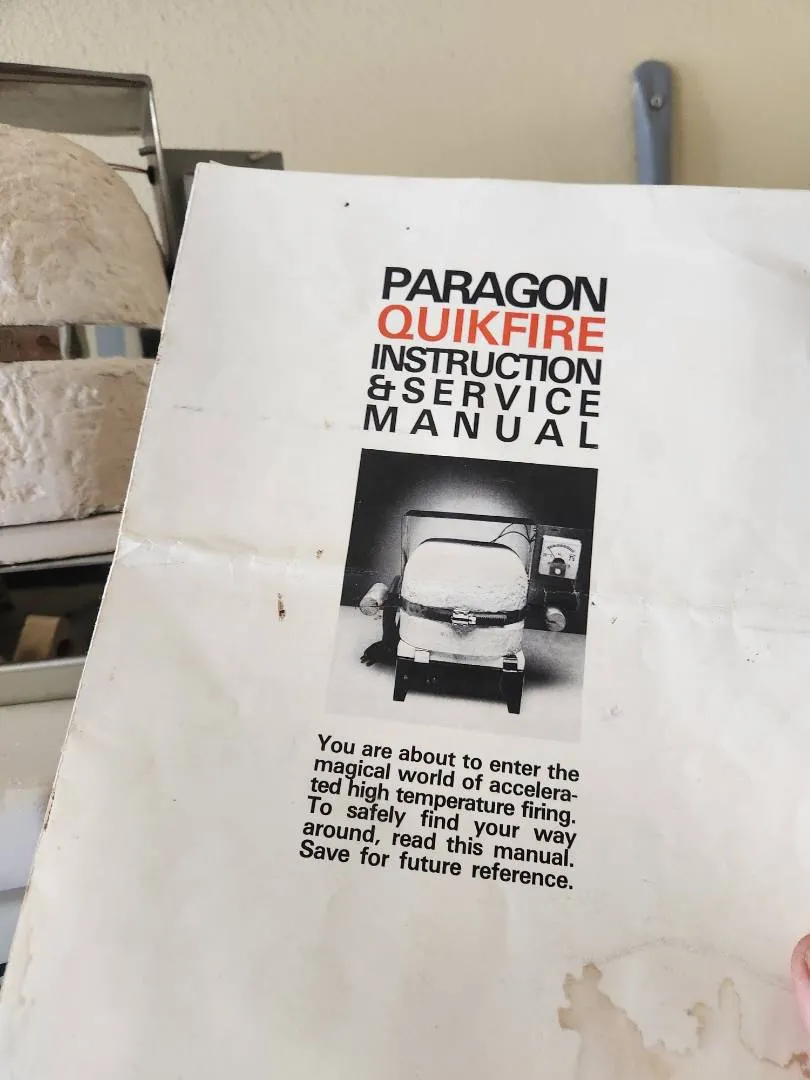 PARAGON
QUIKFIRE
INSTRUCTION
&SERVICE
MANUAL
You are about to enter the
magical world of accelera-
ted high temperature firing.
To safely find your way
around, read this manual.
Save for future reference.